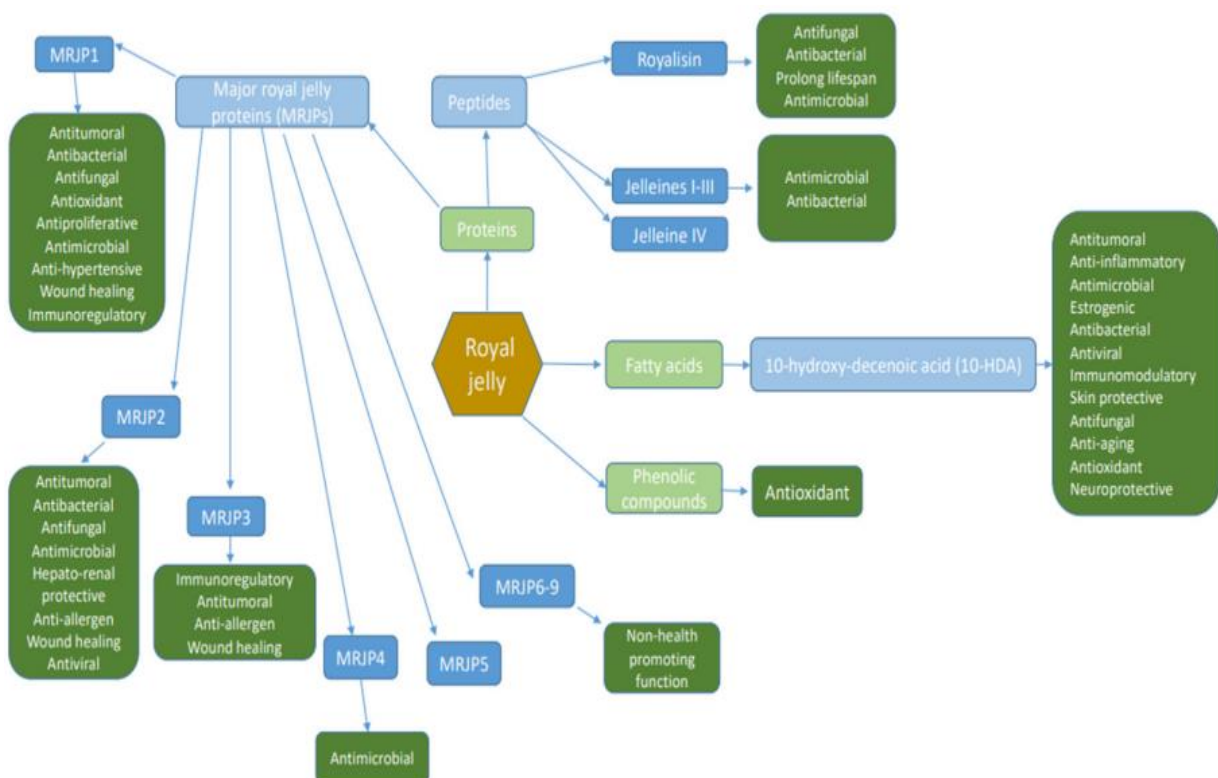 MRJP1
Major royal jelly
proteins (MRJPs)
Antitumoral
Antibacterial
Antifungal
Antioxidant
Antiproliferative
Antimicrobial
Anti-hypertensive
Wound healing
Immunoregulatory
MRJP2
Antitumoral
Antibacterial
Antifungal
Antimicrobial
Hepato-renal
protective
Anti-allergen
Wound healing
Antiviral
MRJP3
Immunoregulatory
Antitumoral
Anti-allergen
Wound healing
MRJP4
Antimicrobial
MRJP5
MRJP6-9
Non-health
promoting
function
Proteins
Peptides
Royalisin
Antifungal
Antibacterial
Prolong lifespan
Antimicrobial
Jelleines I-III
Antimicrobial
Antibacterial
Jelleine IV
Royal
jelly
Fatty acids
10-hydroxy-decenoic acid (10-HDA)
Antitumoral
Anti-inflammatory
Antimicrobial
Estrogenic
Antibacterial
Antiviral
Immunomodulatory
Skin protective
Antifungal
Anti-aging
Antioxidant
Neuroprotective
Phenolic
compounds
Antioxidant